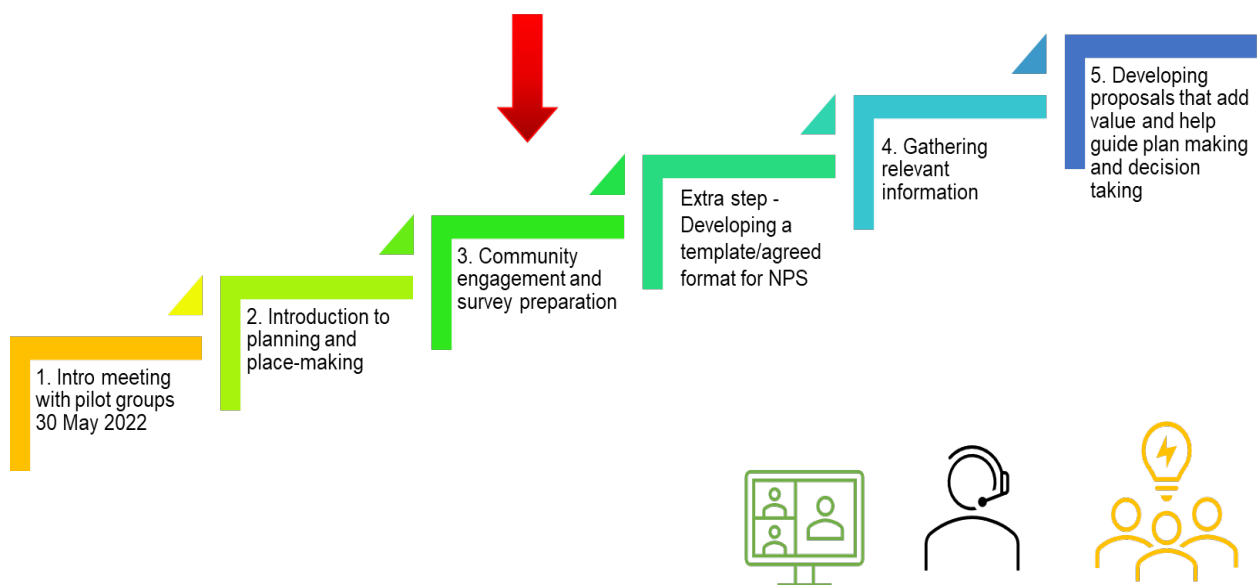 1. Intro meeting
with pilot groups
30 May 2022
2. Introduction to
planning and
place-making
3. Community
engagement and
survey preparation
Extra step -
Developing a
template/agreed
format for NPS
4. Gathering
relevant
information
5. Developing
proposals that add
value and help
guide plan making
and decision
taking